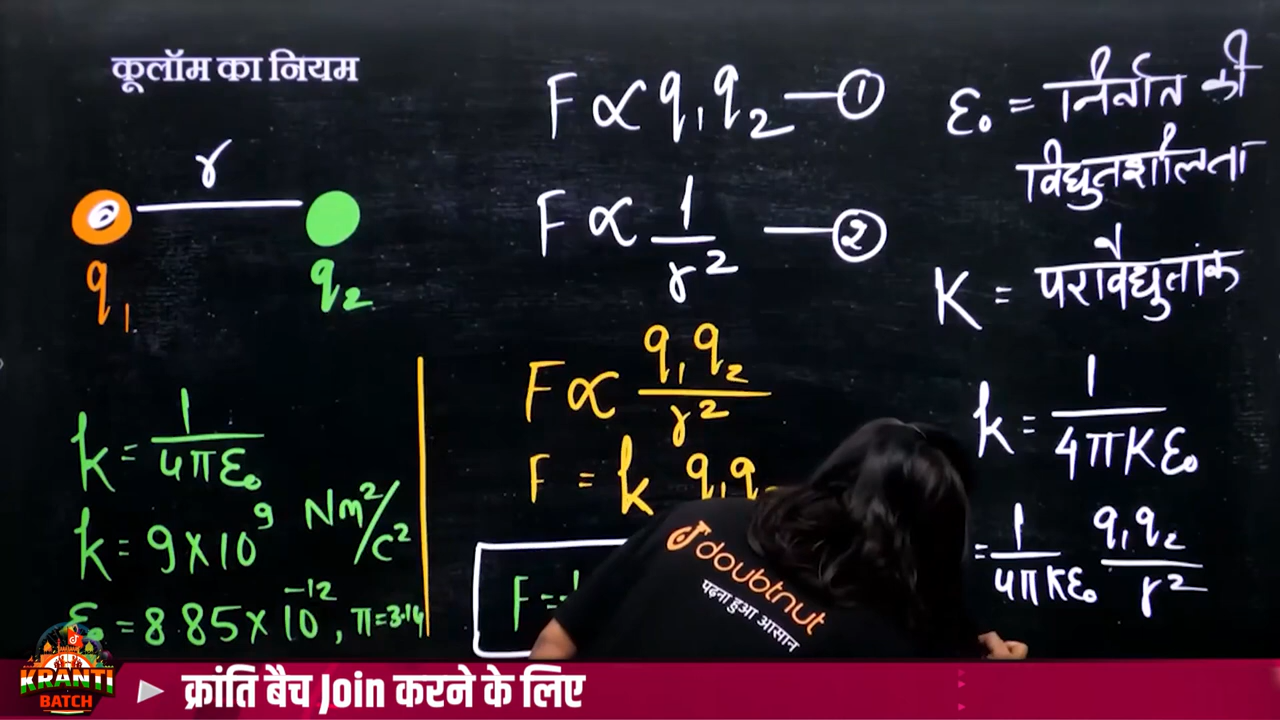 कूलॉम का नियम
r
q₁ q₂
k = 1/4πε₀
k = 9×10⁹ Nm²/C²
ε₀ = 8.85×10⁻¹², π=3.14
F ∝ q₁q₂ —①
F ∝ 1/r² —②
F ∝ q₁q₂/r²
F = k q₁q
F =
ε₀ = निर्वात की
विद्युतशीलता
K = परावैद्युतांक
k = 1/4πKε₀
= 1/4πKε₀ q₁q₂/r²
doubtnut
पढ़ना हुआ आसान
KRANTI
BATCH
क्रांति बैच Join करने के लिए